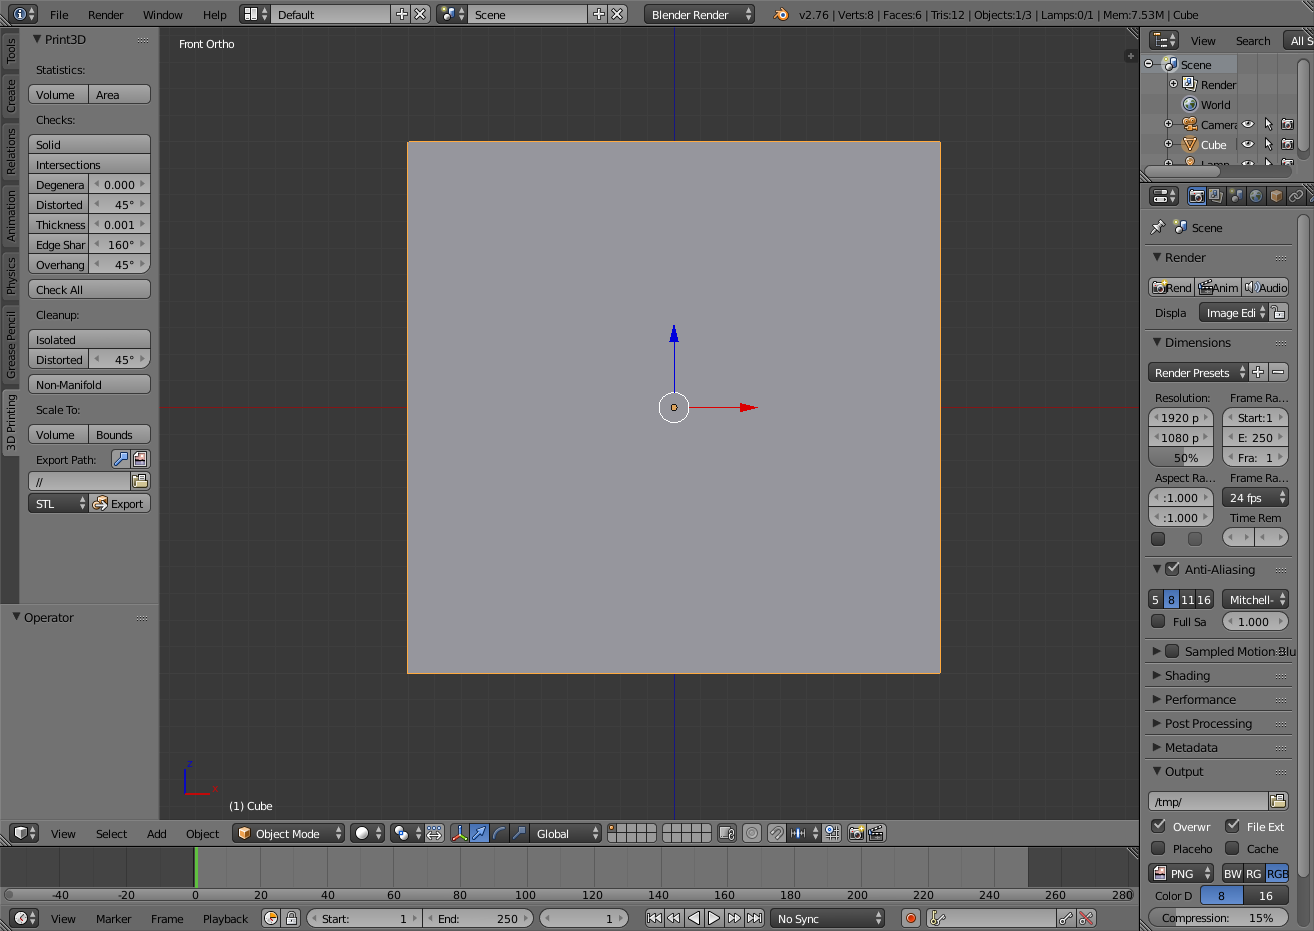 File Render Window Help Default Scene Blender Render v2.76 | Verts:8 | Faces:6 | Tris:12 | Objects:1/3 | Lamps:0/1 | Mem:7.53M | Cube
Tools
Create
Relations
Animation
Physics
Grease Pencil
3D Printing
Print3D
Statistics:
Volume Area
Checks:
Solid
Intersections
Degenera 0.000
Distorted 45°
Thickness 0.001
Edge Shar 160°
Overhang 45°
Check All
Cleanup:
Isolated
Distorted 45°
Non-Manifold
Scale To:
Volume Bounds
Export Path:
//
STL Export
Operator
Front Ortho
z
x
(1) Cube
View Search All S
Scene
Render
World
Camera
Cube
Lamp
Scene
Render
Rend Anim Audio
Displa Image Edi
Dimensions
Render Presets
Resolution: Frame Ra...
1920 p Start:1
1080 p E: 250
50% Fra: 1
Aspect Ra... Frame Ra...
:1.000 24 fps
:1.000 Time Rem
Anti-Aliasing
5 8 11 16 Mitchell-
Full Sa 1.000
Sampled Motion Blu
Shading
Performance
Post Processing
Metadata
Output
/tmp/
Overwr File Ext
Placeho Cache
PNG BW RG RGB
Color D 8 16
Compression: 15%
View Select Add Object Object Mode Global
-40 -20 0 20 40 60 80 100 120 140 160 180 200 220 240 260 280
View Marker Frame Playback Start: 1 End: 250 1 No Sync